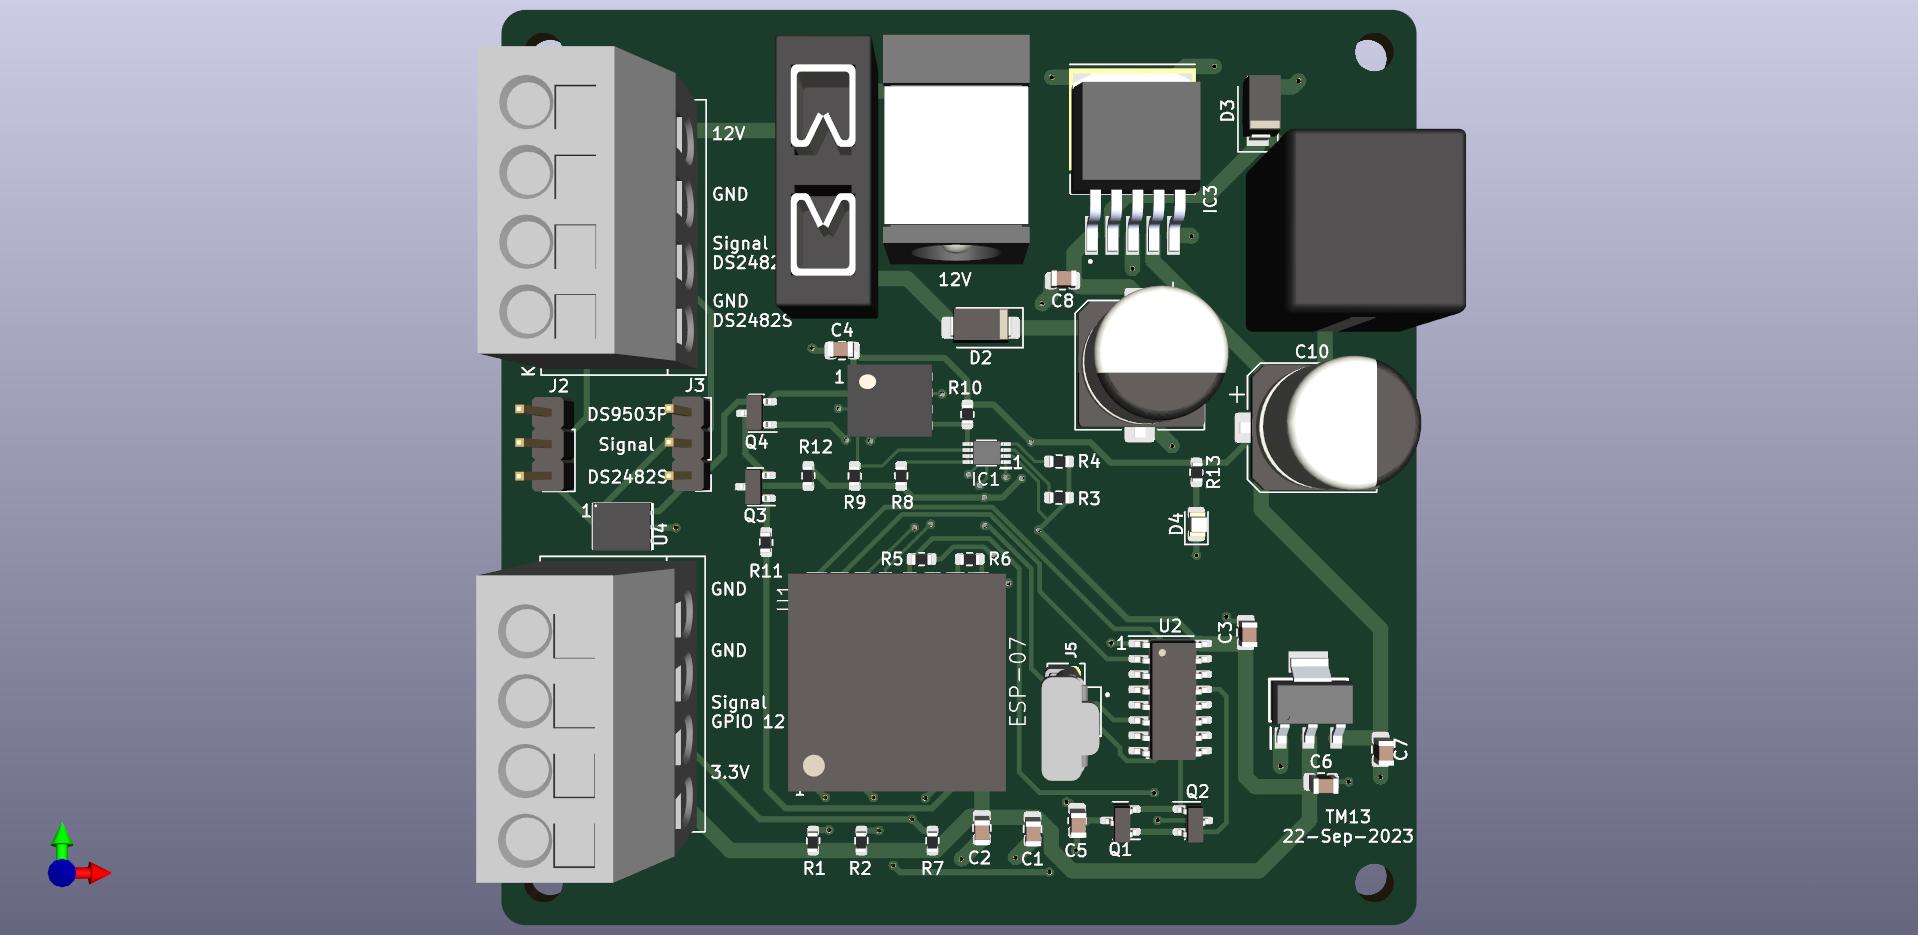 12V
GND
Signal
DS2482
GND
DS2482S
K
12V
IC3
D3
C8
D2
C4
C10
J2
J3
DS9503P
Signal
DS2482S
1
Q4
R12
R10
Q3
R9
R8
IC1
1
R4
R3
R13
D4
1
U4
R11
R5
R6
U1
ESP-07
1
J5
U2
1
C3
GND
GND
Signal
GPIO 12
3.3V
C7
C6
Q2
Q1
C5
C1
C2
R7
R2
R1
TM13
22-Sep-2023